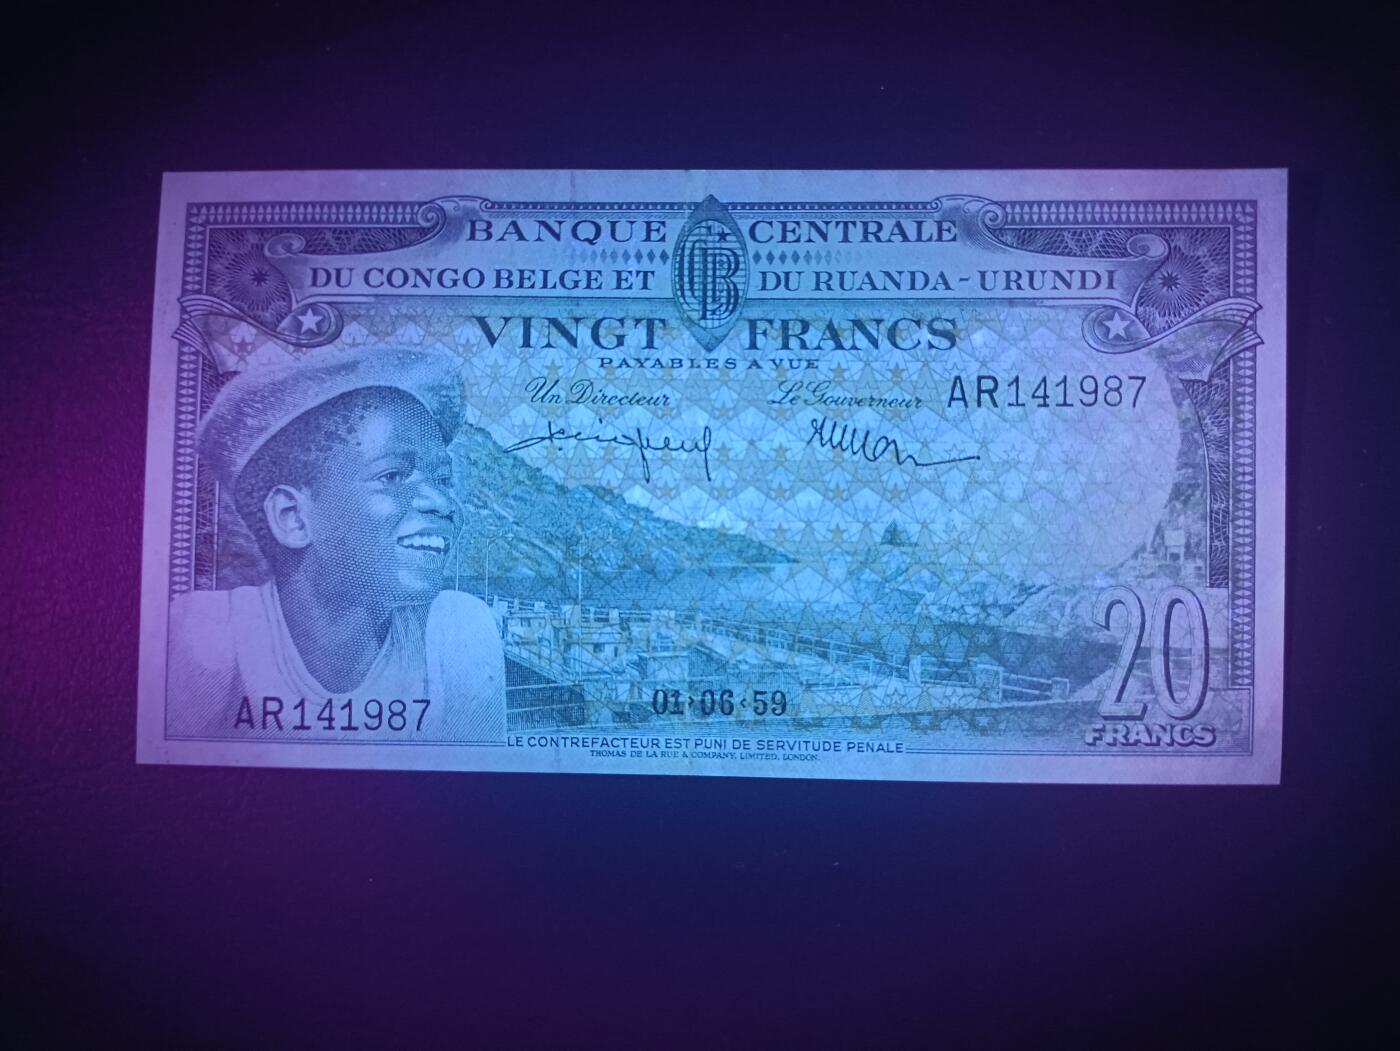 BANQUE CENTRALE
DU CONGO BELGE ET DU RUANDA-URUNDI
VINGT FRANCS
PAYABLES A VUE
Un Directeur Le Gouverneur AR141987
AR141987
01·06·59
20
FRANCS
LE CONTREFACTEUR EST PUNI DE SERVITUDE PENALE
THOMAS DE LA RUE & COMPANY, LIMITED, LONDON.